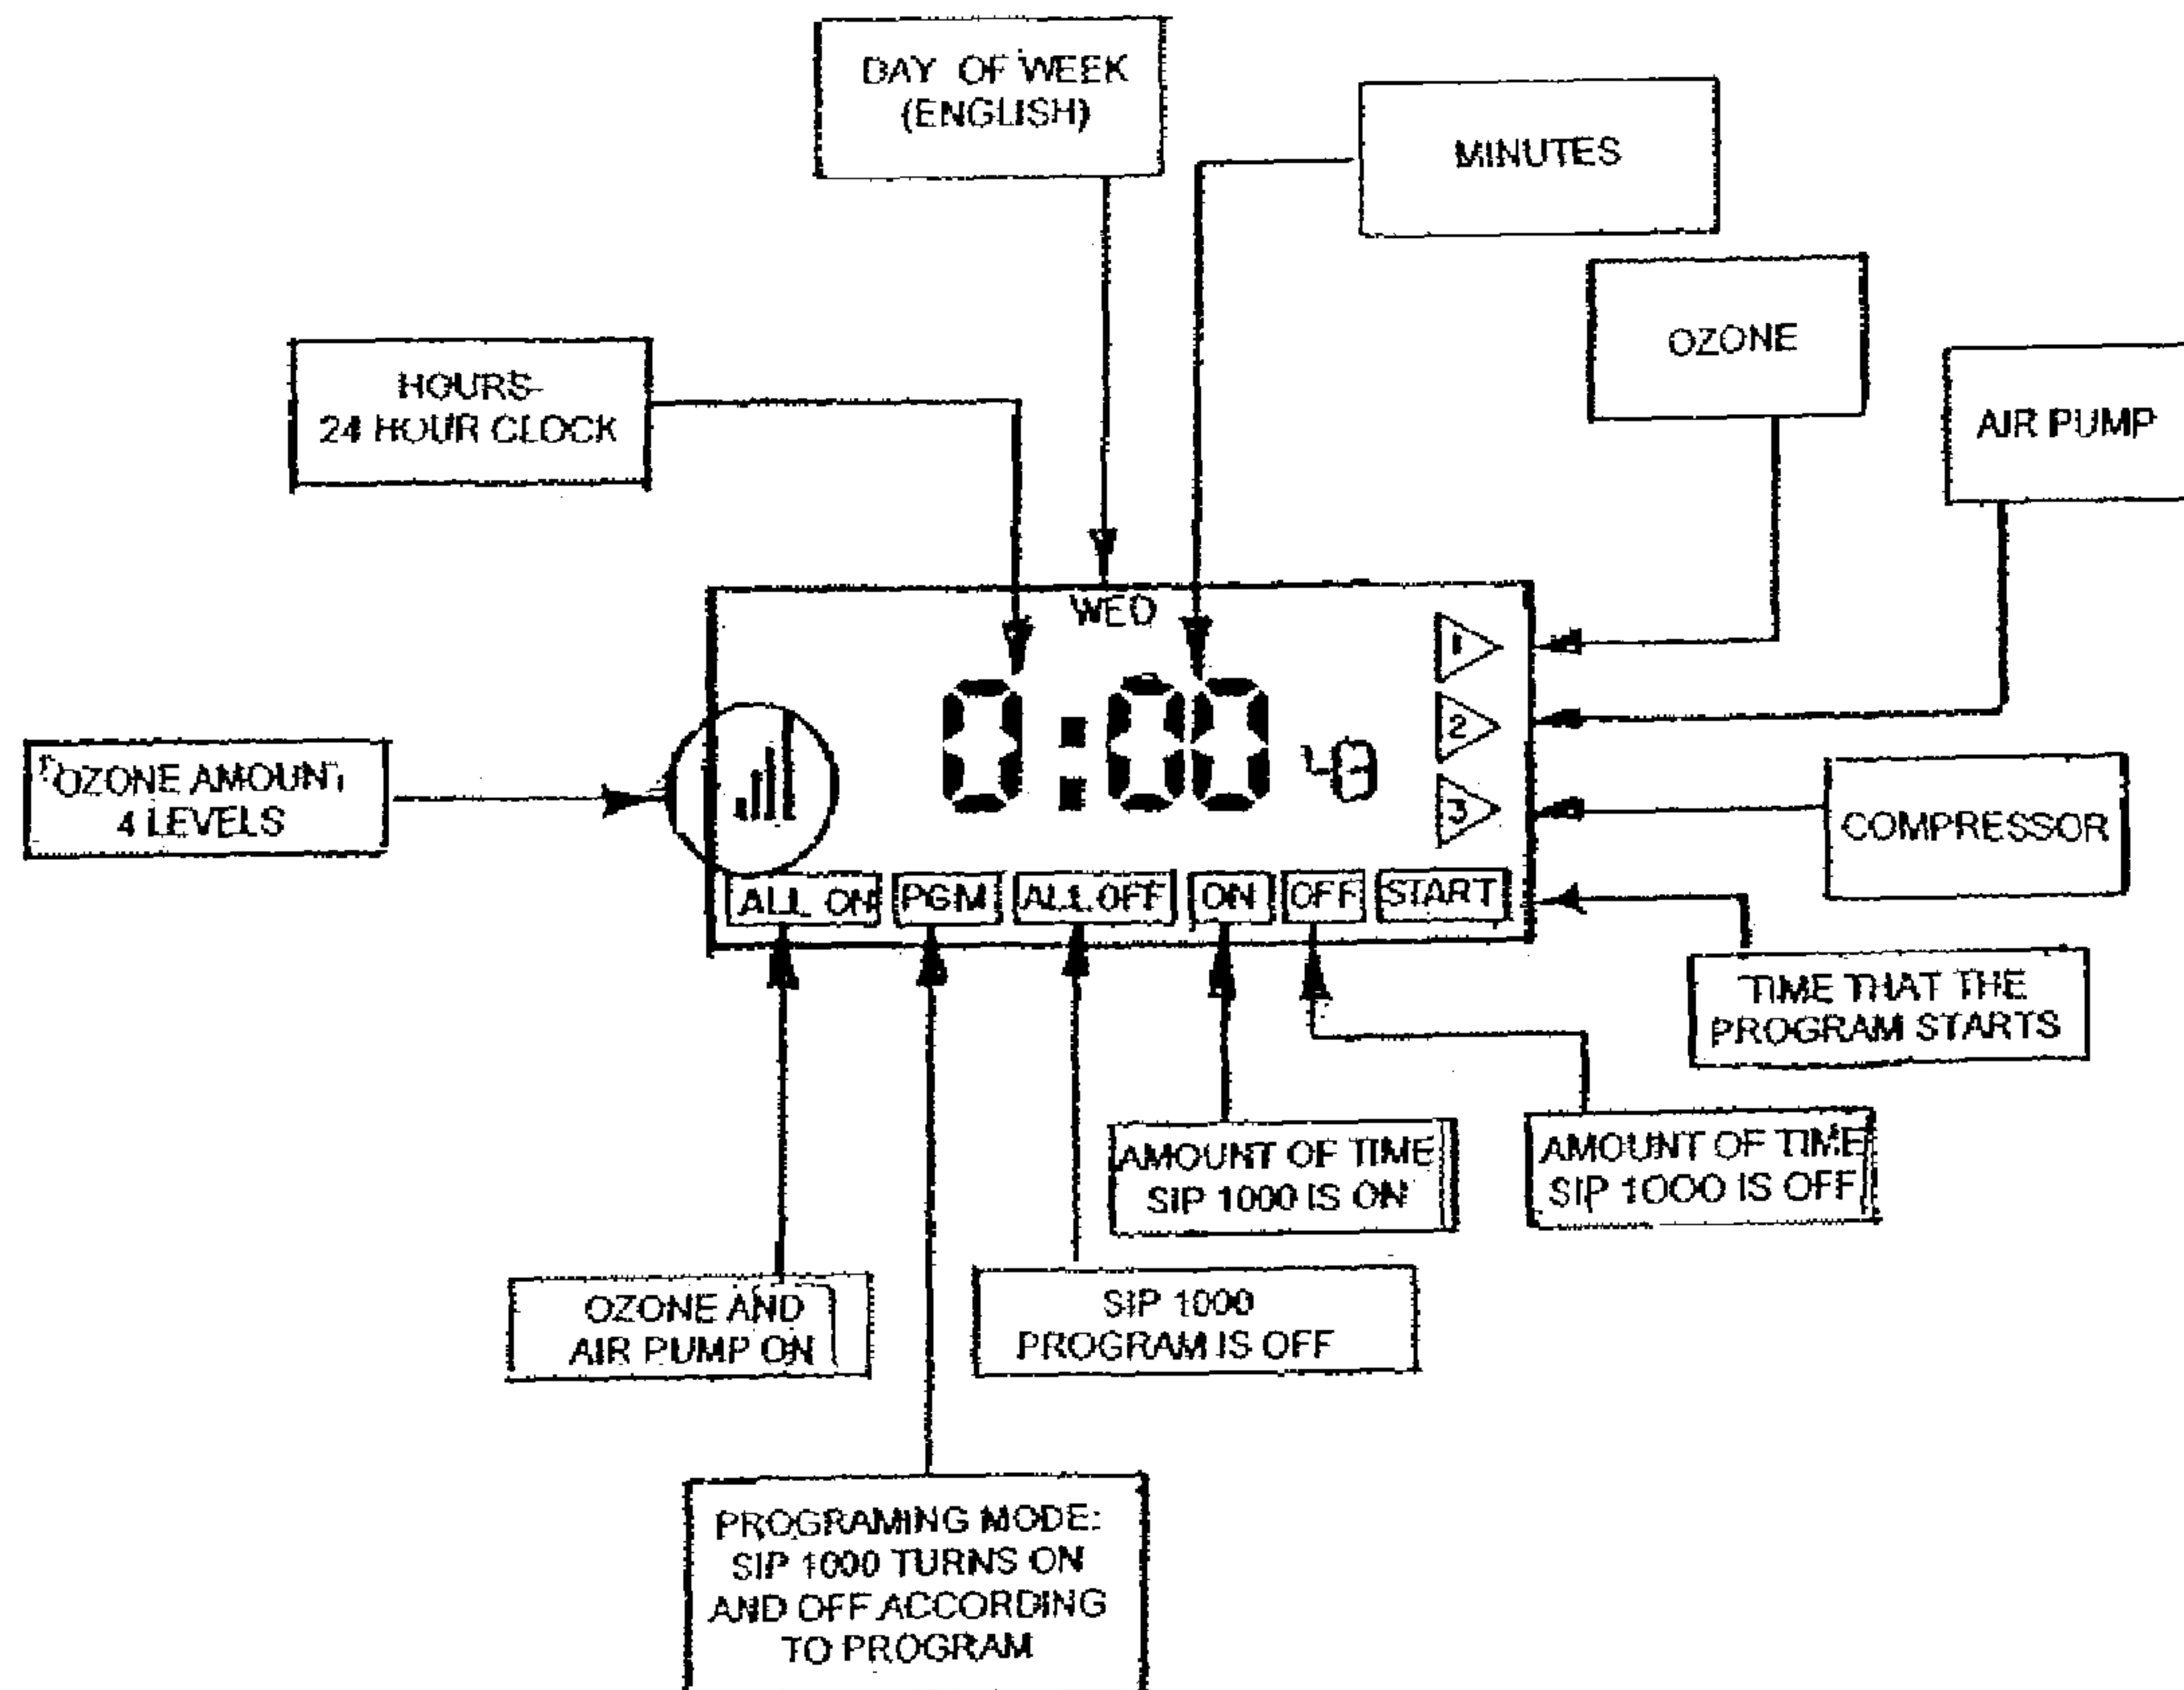 DAY OF WEEK
(ENGLISH)
MINUTES
OZONE
HOURS-
24 HOUR CLOCK
AIR PUMP
WED
0:00 43
1
2
3
OZONE AMOUNT
4 LEVELS
COMPRESSOR
ALL ON PGM ALL OFF ON OFF START
TIME THAT THE
PROGRAM STARTS
AMOUNT OF TIME
SIP 1000 IS ON
AMOUNT OF TIME
SIP 1000 IS OFF
OZONE AND
AIR PUMP ON
SIP 1000
PROGRAM IS OFF
PROGRAMING MODE:
SIP 1000 TURNS ON
AND OFF ACCORDING
TO PROGRAM